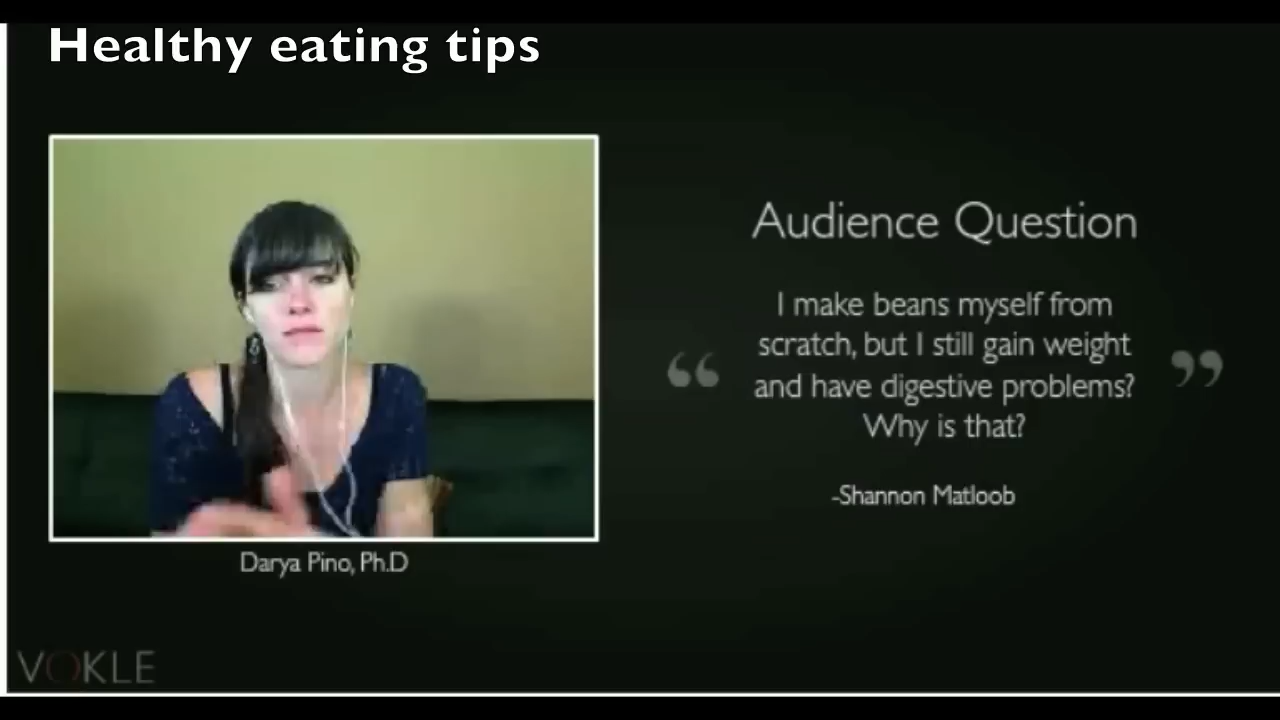 Healthy eating tips
Audience Question
“ I make beans myself from
scratch, but I still gain weight
and have digestive problems?
Why is that? ”
-Shannon Matloob
Darya Pino, Ph.D
VOKLE